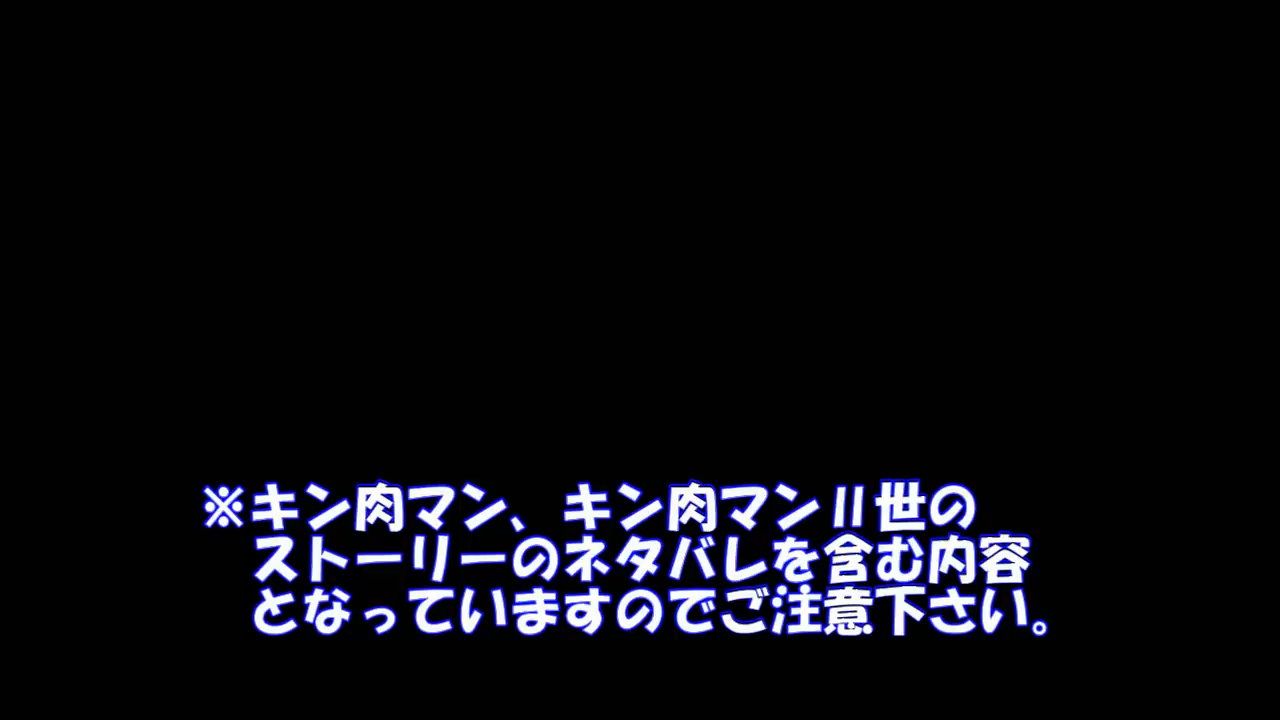 ※キン肉マン、キン肉マンⅡ世の
ストーリーのネタバレを含む内容
となっていますのでご注意下さい。